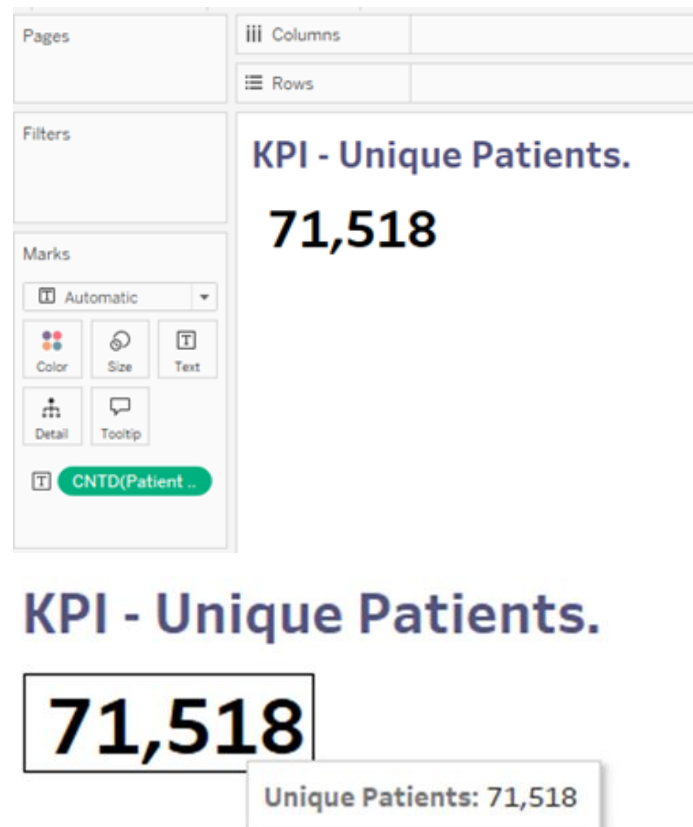 Pages
Columns
Rows
Filters
KPI - Unique Patients.
71,518
Marks
Automatic
Color Size Text
Detail Tooltip
CNTD(Patient ..
KPI - Unique Patients.
71,518
Unique Patients: 71,518